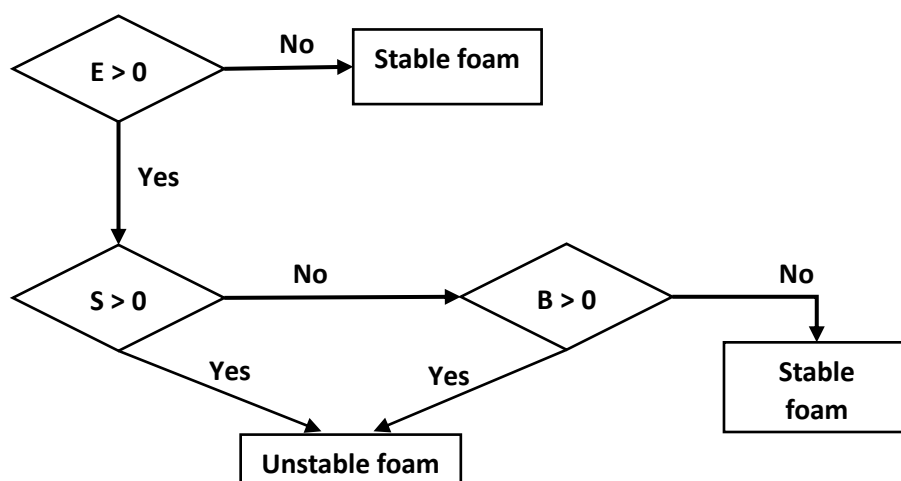 No
Stable foam
E > 0
Yes
No
No
S > 0
B > 0
Yes
Yes
Stable
foam
Unstable foam